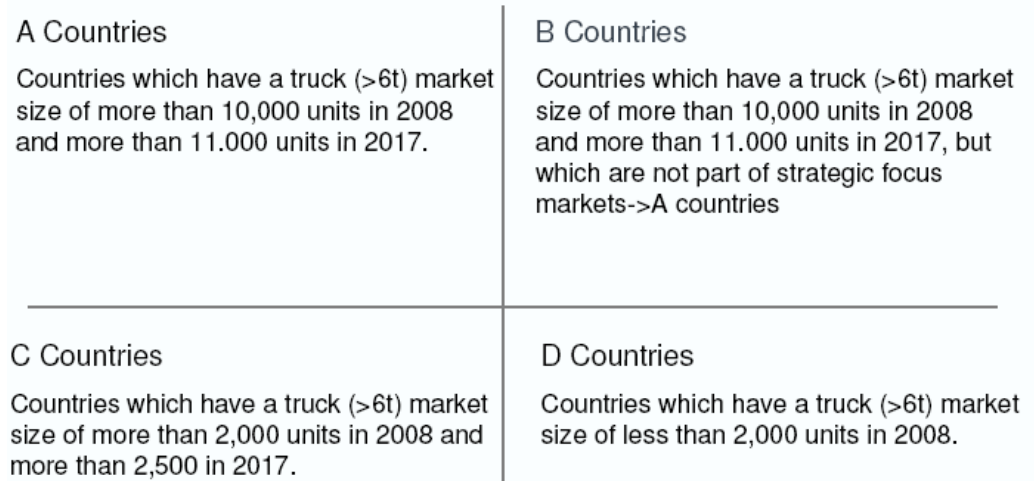 A Countries
Countries which have a truck (>6t) market
size of more than 10,000 units in 2008
and more than 11.000 units in 2017.
B Countries
Countries which have a truck (>6t) market
size of more than 10,000 units in 2008
and more than 11.000 units in 2017, but
which are not part of strategic focus
markets->A countries
C Countries
Countries which have a truck (>6t) market
size of more than 2,000 units in 2008 and
more than 2,500 in 2017.
D Countries
Countries which have a truck (>6t) market
size of less than 2,000 units in 2008.